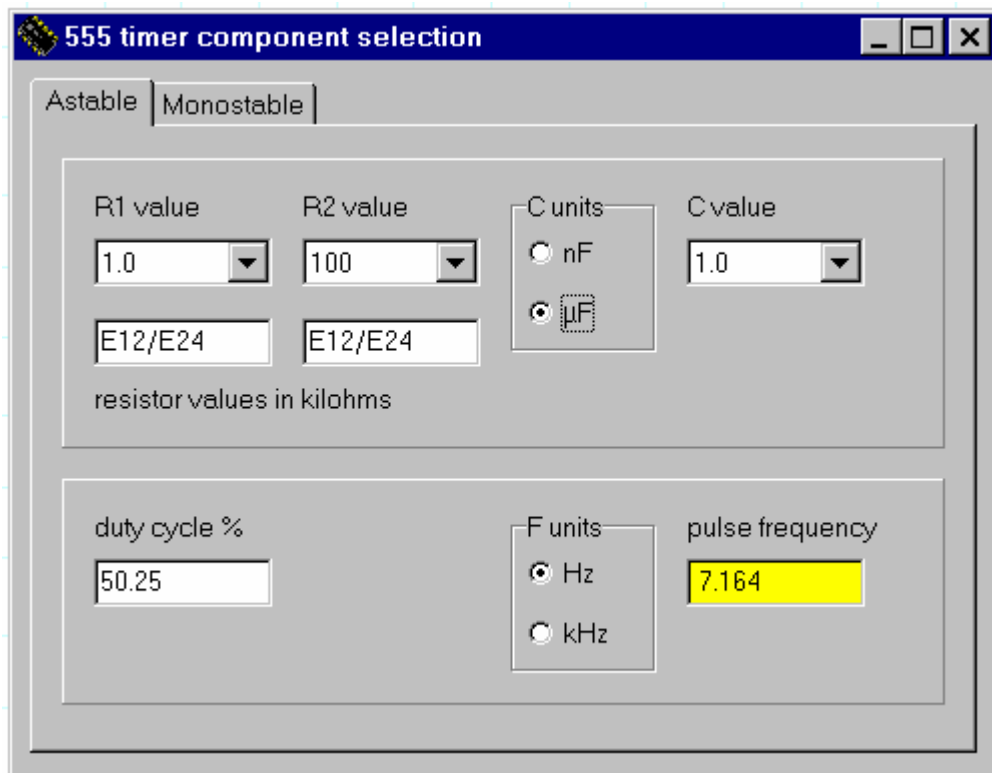 555 timer component selection
Astable Monostable
R1 value R2 value C units C value
1.0 100 nF 1.0
µF
E12/E24 E12/E24
resistor values in kilohms
duty cycle % F units pulse frequency
50.25 Hz 7.164
kHz